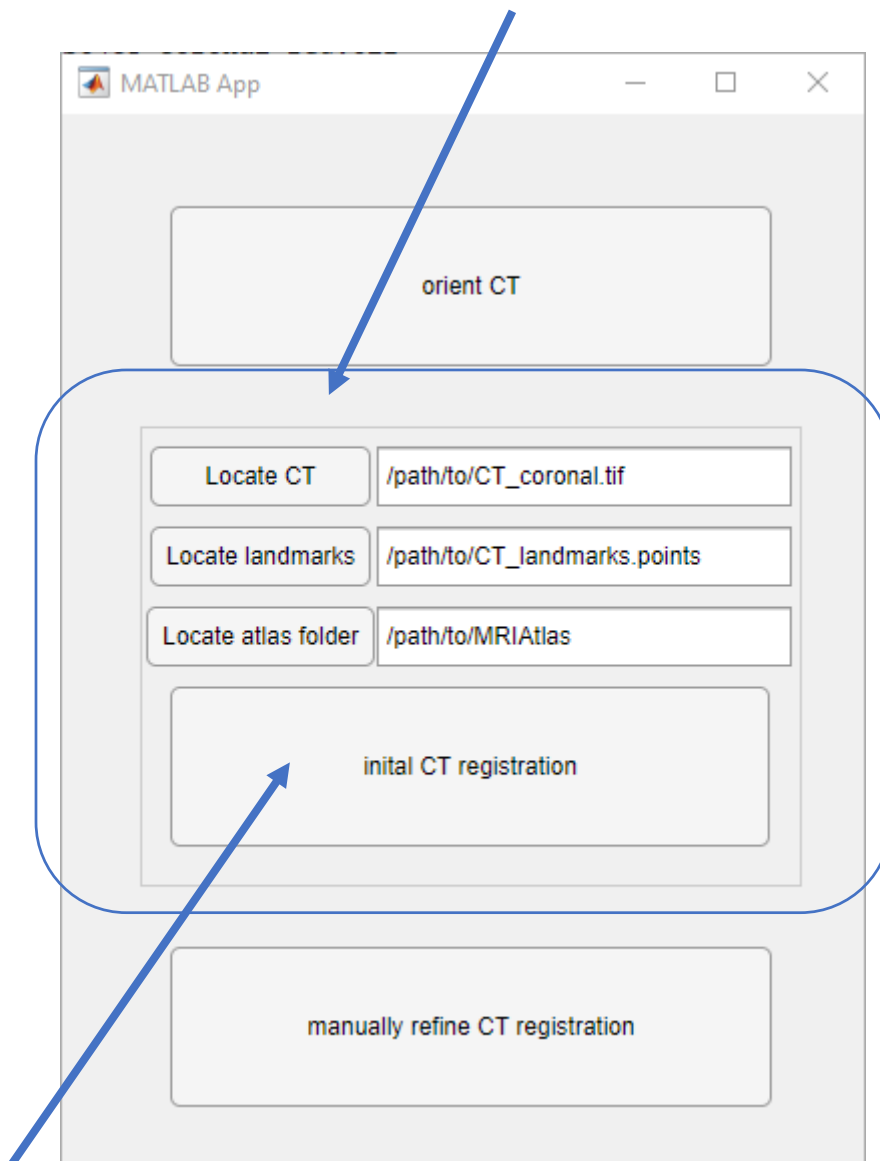 MATLAB App
orient CT
Locate CT /path/to/CT_coronal.tif
Locate landmarks /path/to/CT_landmarks.points
Locate atlas folder /path/to/MRIAtlas
inital CT registration
manually refine CT registration